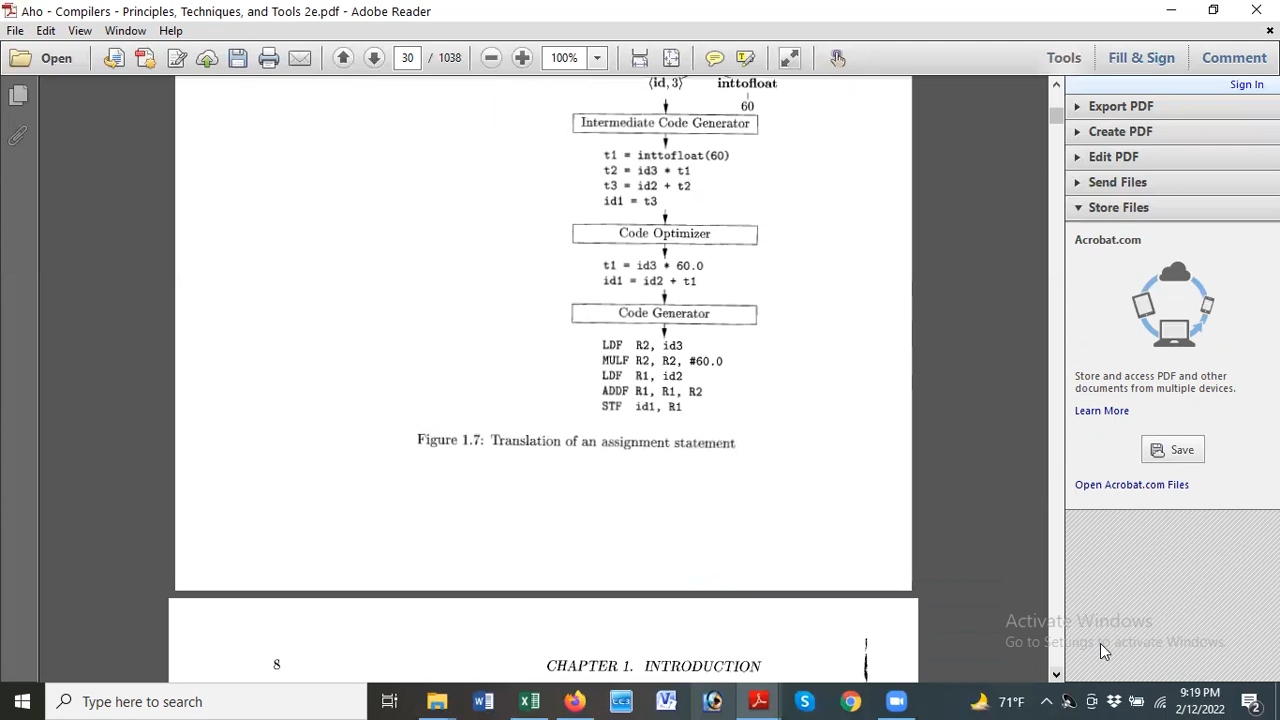 Aho - Compilers - Principles, Techniques, and Tools 2e.pdf - Adobe Reader
File Edit View Window Help
Open 30 / 1038 100% Tools Fill & Sign Comment
Sign In
Export PDF
Create PDF
Edit PDF
Send Files
Store Files
Acrobat.com
Store and access PDF and other
documents from multiple devices.
Learn More
Save
Open Acrobat.com Files
⟨id, 3⟩ inttofloat
60
Intermediate Code Generator
t1 = inttofloat(60)
t2 = id3 * t1
t3 = id2 + t2
id1 = t3
Code Optimizer
t1 = id3 * 60.0
id1 = id2 + t1
Code Generator
LDF R2, id3
MULF R2, R2, #60.0
LDF R1, id2
ADDF R1, R1, R2
STF id1, R1
Figure 1.7: Translation of an assignment statement
8 CHAPTER 1. INTRODUCTION
Activate Windows
Go to Settings to activate Windows.
Type here to search
CC3
71°F
9:19 PM
2/12/2022
2